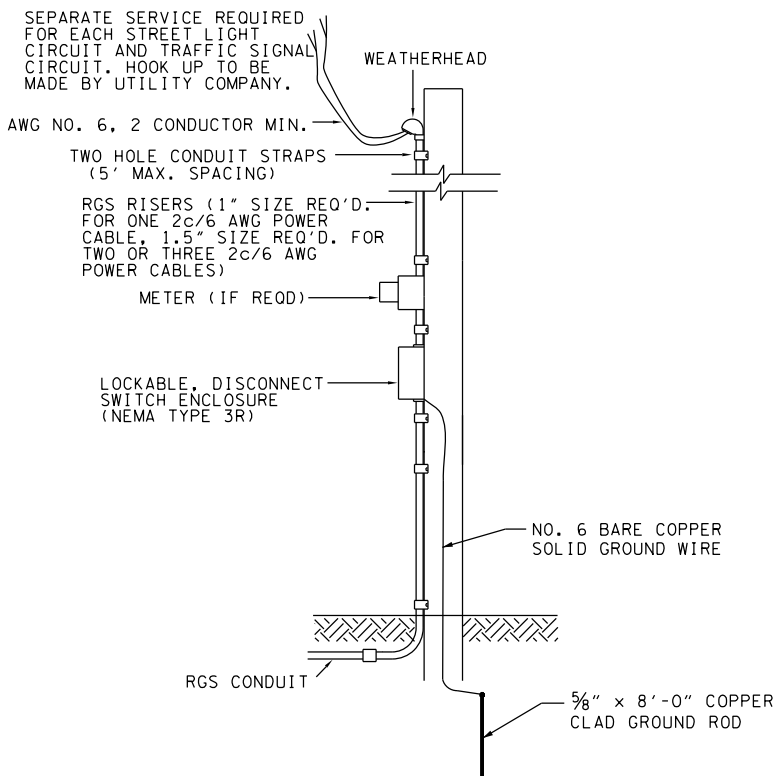 SEPARATE SERVICE REQUIRED
FOR EACH STREET LIGHT
CIRCUIT AND TRAFFIC SIGNAL
CIRCUIT. HOOK UP TO BE
MADE BY UTILITY COMPANY.
WEATHERHEAD
AWG NO. 6, 2 CONDUCTOR MIN.
TWO HOLE CONDUIT STRAPS
(5' MAX. SPACING)
RGS RISERS (1" SIZE REQ'D.
FOR ONE 2c/6 AWG POWER
CABLE, 1.5" SIZE REQ'D. FOR
TWO OR THREE 2c/6 AWG
POWER CABLES)
METER (IF REQD)
LOCKABLE, DISCONNECT
SWITCH ENCLOSURE
(NEMA TYPE 3R)
NO. 6 BARE COPPER
SOLID GROUND WIRE
RGS CONDUIT
⅝" x 8'-0" COPPER
CLAD GROUND ROD